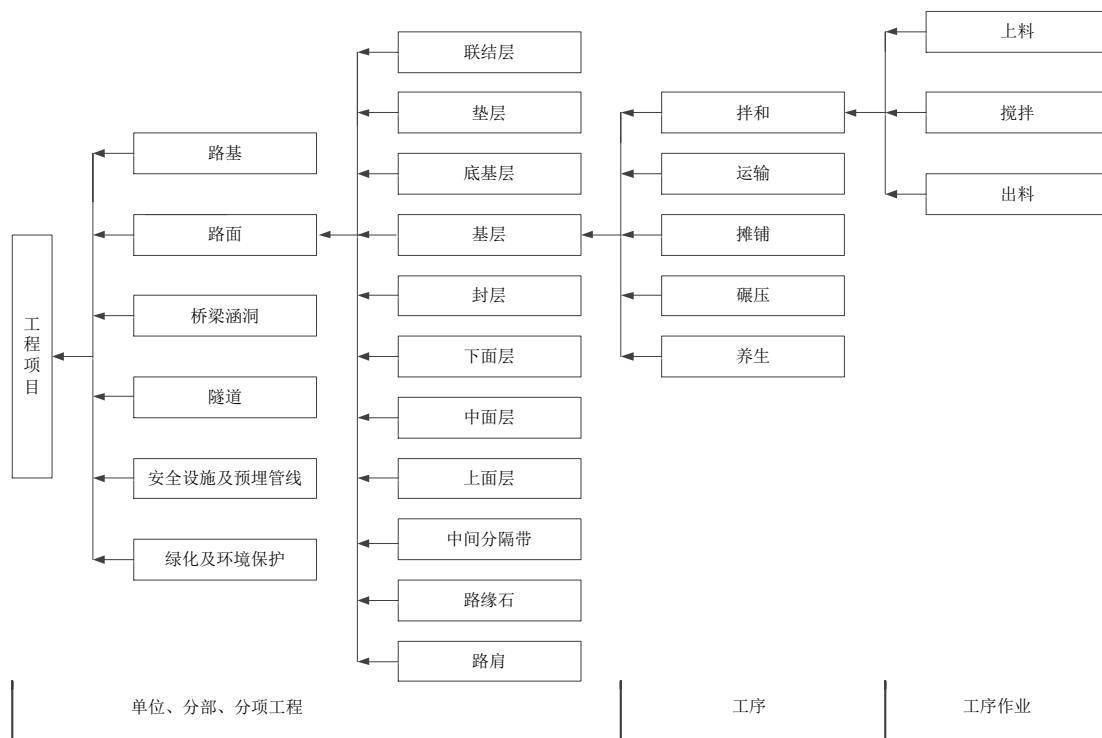 工程项目
路基
路面
桥梁涵洞
隧道
安全设施及预埋管线
绿化及环境保护
联结层
垫层
底基层
基层
封层
下面层
中面层
上面层
中间分隔带
路缘石
路肩
拌和
运输
摊铺
碾压
养生
上料
搅拌
出料
单位、分部、分项工程
工序
工序作业